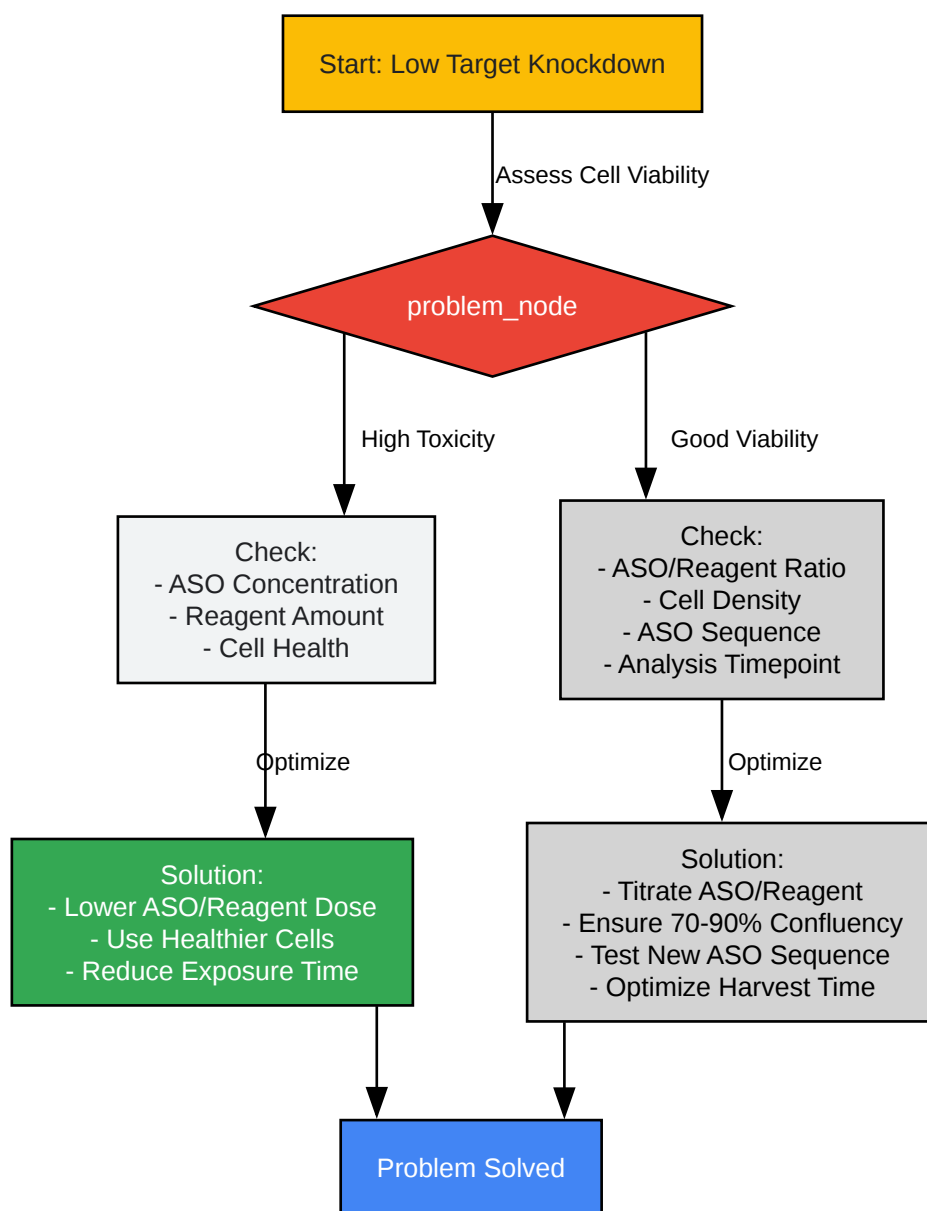 Start: Low Target Knockdown
Assess Cell Viability
problem_node
High Toxicity
Good Viability
Check:
- ASO Concentration
- Reagent Amount
- Cell Health
Check:
- ASO/Reagent Ratio
- Cell Density
- ASO Sequence
- Analysis Timepoint
Optimize
Optimize
Solution:
- Lower ASO/Reagent Dose
- Use Healthier Cells
- Reduce Exposure Time
Solution:
- Titrate ASO/Reagent
- Ensure 70-90% Confluency
- Test New ASO Sequence
- Optimize Harvest Time
Problem Solved